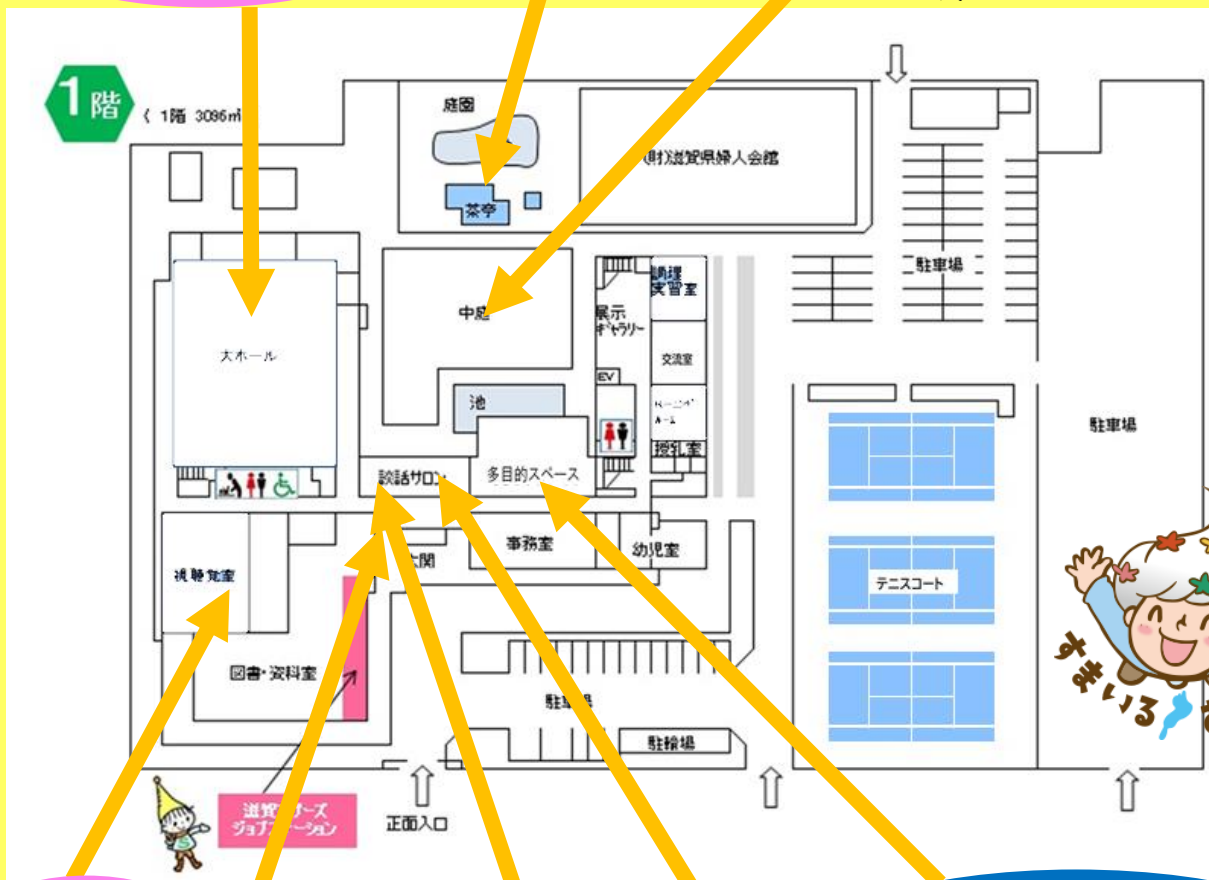 1階
〈 1階 3096㎡
庭園
(財)滋賀県婦人会館
茶亭
駐車場
調理
実習室
中庭
展示
ギャラリー
大ホール
交流室
EV
池
駐車場
授乳室
談話サロン
多目的スペース
事務室
幼児室
視聴覚室
テニスコート
図書・資料室
駐車場
駐輪場
すまいる
正面入口